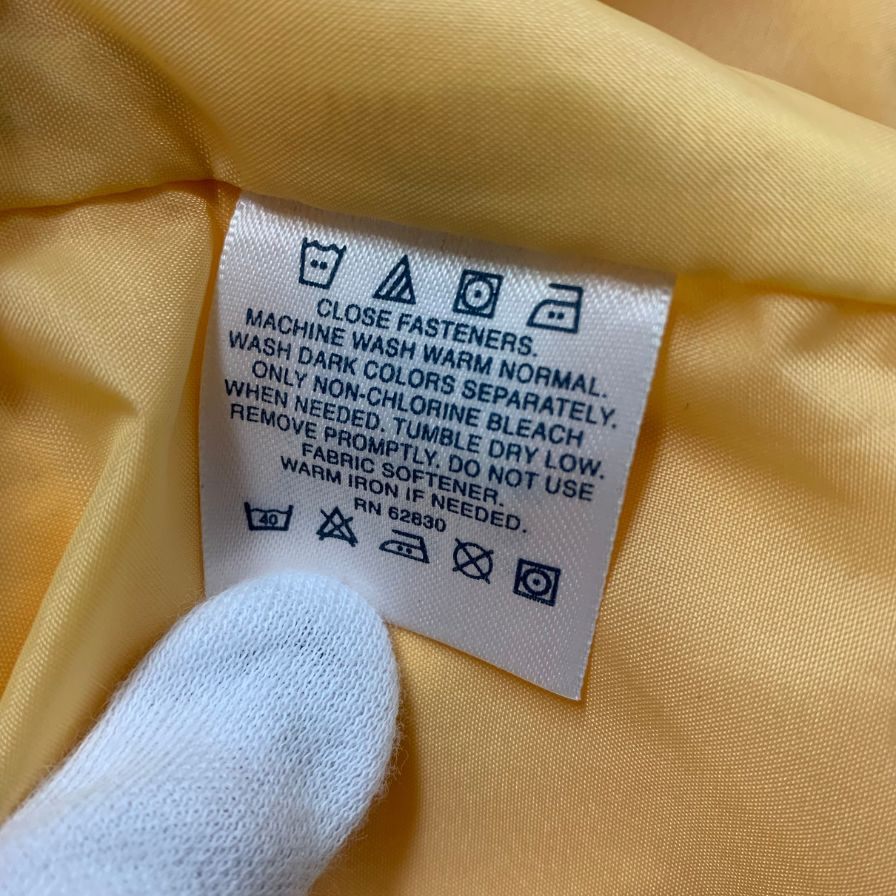 CLOSE FASTENERS.
MACHINE WASH WARM NORMAL.
WASH DARK COLORS SEPARATELY.
ONLY NON-CHLORINE BLEACH
WHEN NEEDED. TUMBLE DRY LOW.
REMOVE PROMPTLY. DO NOT USE
FABRIC SOFTENER.
WARM IRON IF NEEDED.
RN 62830
40